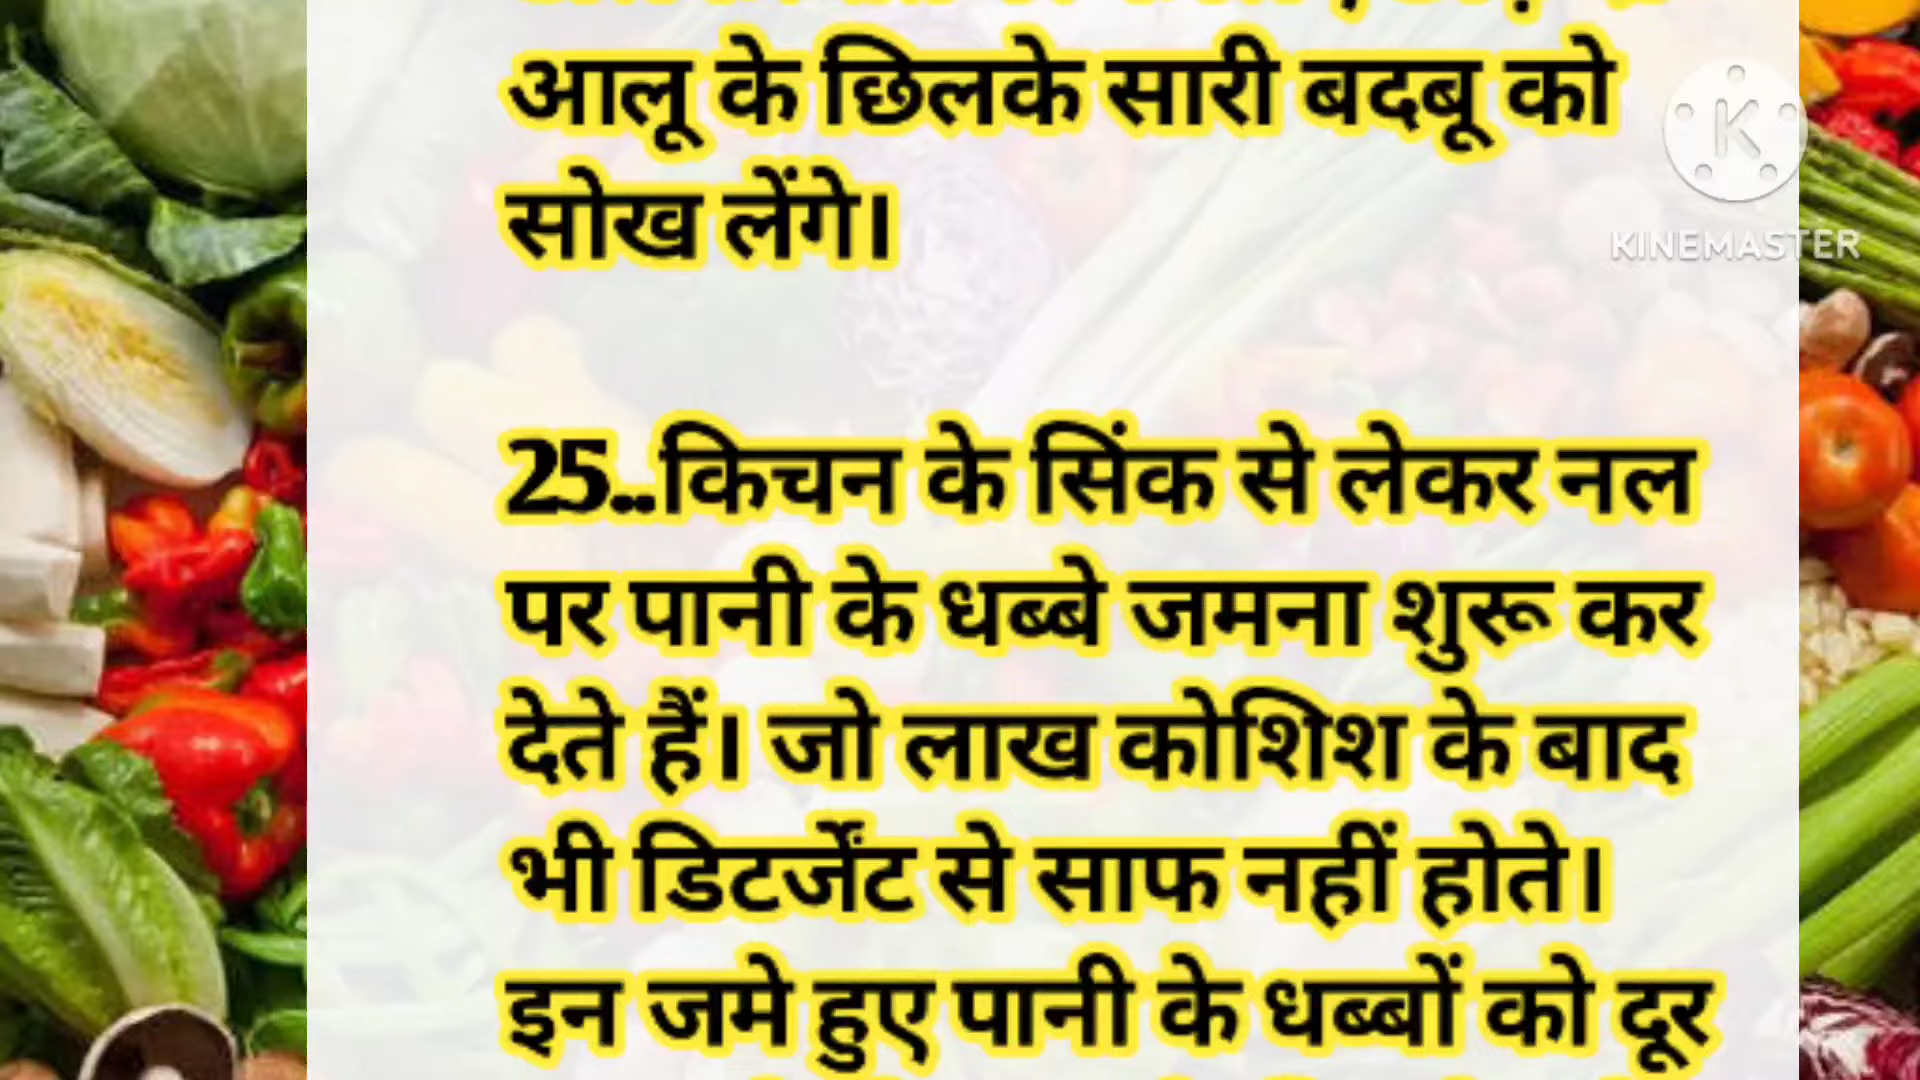 आलू के छिलके सारी बदबू को
सोख लेंगे।
KINEMASTER
25..किचन के सिंक से लेकर नल
पर पानी के धब्बे जमना शुरू कर
देते हैं। जो लाख कोशिश के बाद
भी डिटर्जेंट से साफ नहीं होते।
इन जमे हुए पानी के धब्बों को दूर